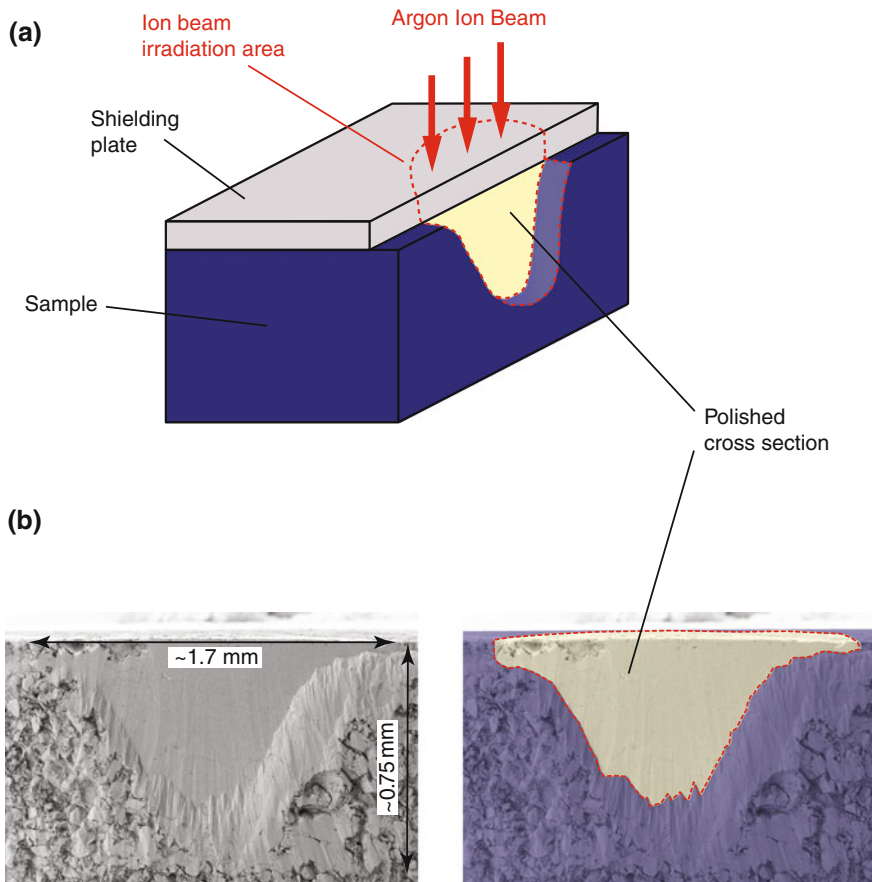 (a)
Ion beam
irradiation area
Argon Ion Beam
Shielding
plate
Sample
Polished
cross section
(b)
~1.7 mm
~0.75 mm